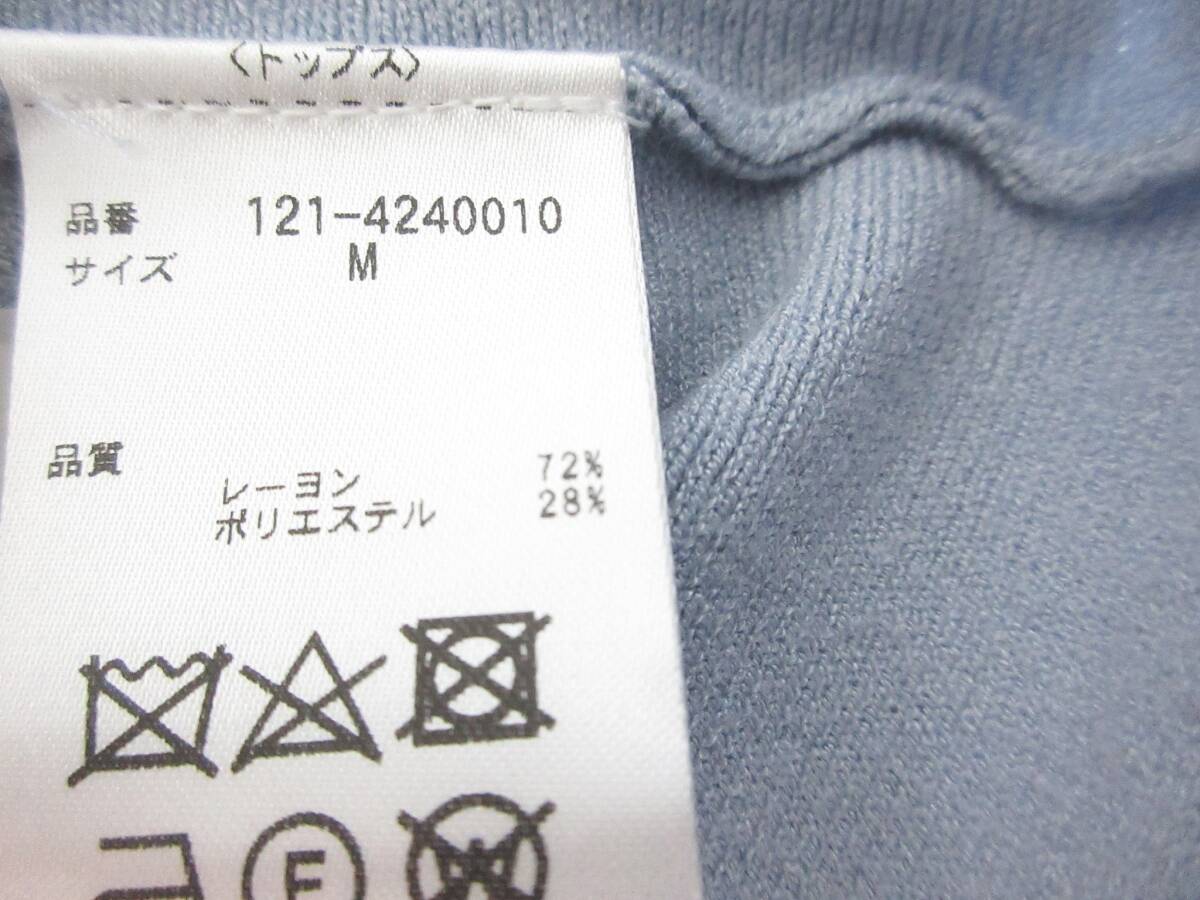 〈トップス〉
品番 121-4240010
サイズ M
品質
レーヨン 72%
ポリエステル 28%
F W